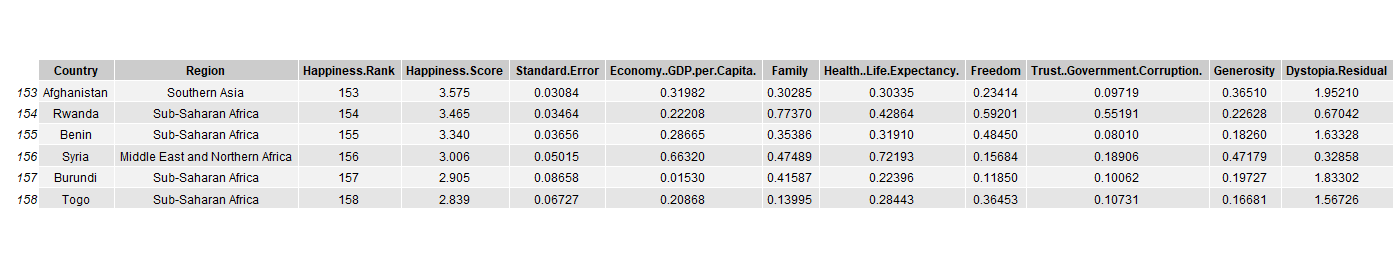 Country Region Happiness.Rank Happiness.Score Standard.Error Economy..GDP.per.Capita. Family Health..Life.Expectancy. Freedom Trust..Government.Corruption. Generosity Dystopia.Residual
153 Afghanistan Southern Asia 153 3.575 0.03084 0.31982 0.30285 0.30335 0.23414 0.09719 0.36510 1.95210
154 Rwanda Sub-Saharan Africa 154 3.465 0.03464 0.22208 0.77370 0.42864 0.59201 0.55191 0.22628 0.67042
155 Benin Sub-Saharan Africa 155 3.340 0.03656 0.28665 0.35386 0.31910 0.48450 0.08010 0.18260 1.63328
156 Syria Middle East and Northern Africa 156 3.006 0.05015 0.66320 0.47489 0.72193 0.15684 0.18906 0.47179 0.32858
157 Burundi Sub-Saharan Africa 157 2.905 0.08658 0.01530 0.41587 0.22396 0.11850 0.10062 0.19727 1.83302
158 Togo Sub-Saharan Africa 158 2.839 0.06727 0.20868 0.13995 0.28443 0.36453 0.10731 0.16681 1.56726